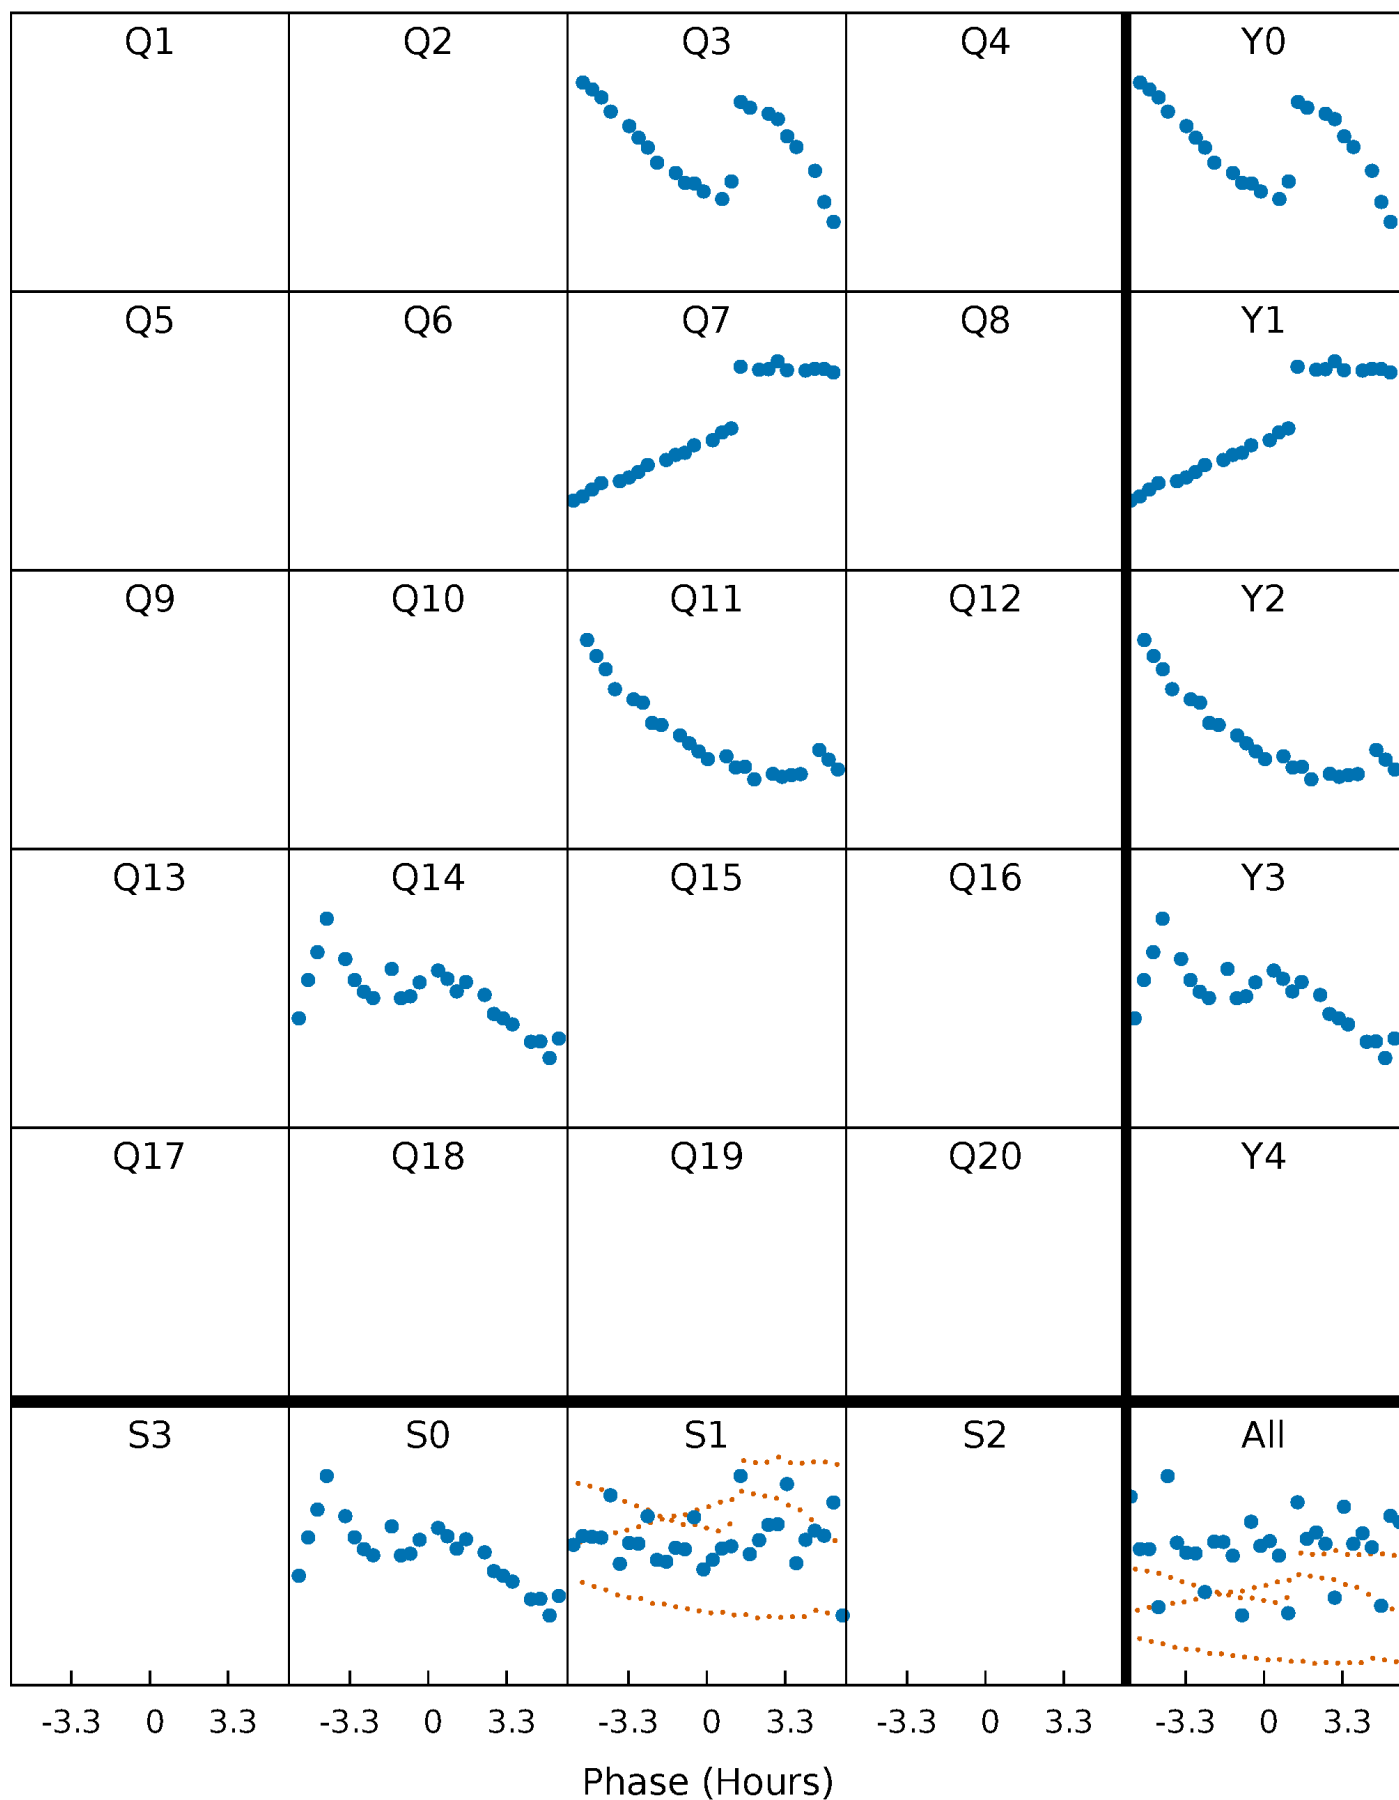 Q1 Q2 Q3 Q4 Y0
Q5 Q6 Q7 Q8 Y1
Q9 Q10 Q11 Q12 Y2
Q13 Q14 Q15 Q16 Y3
Q17 Q18 Q19 Q20 Y4
S3 S0 S1 S2 All
-3.3 0 3.3 -3.3 0 3.3 -3.3 0 3.3 -3.3 0 3.3 -3.3 0 3.3
Phase (Hours)